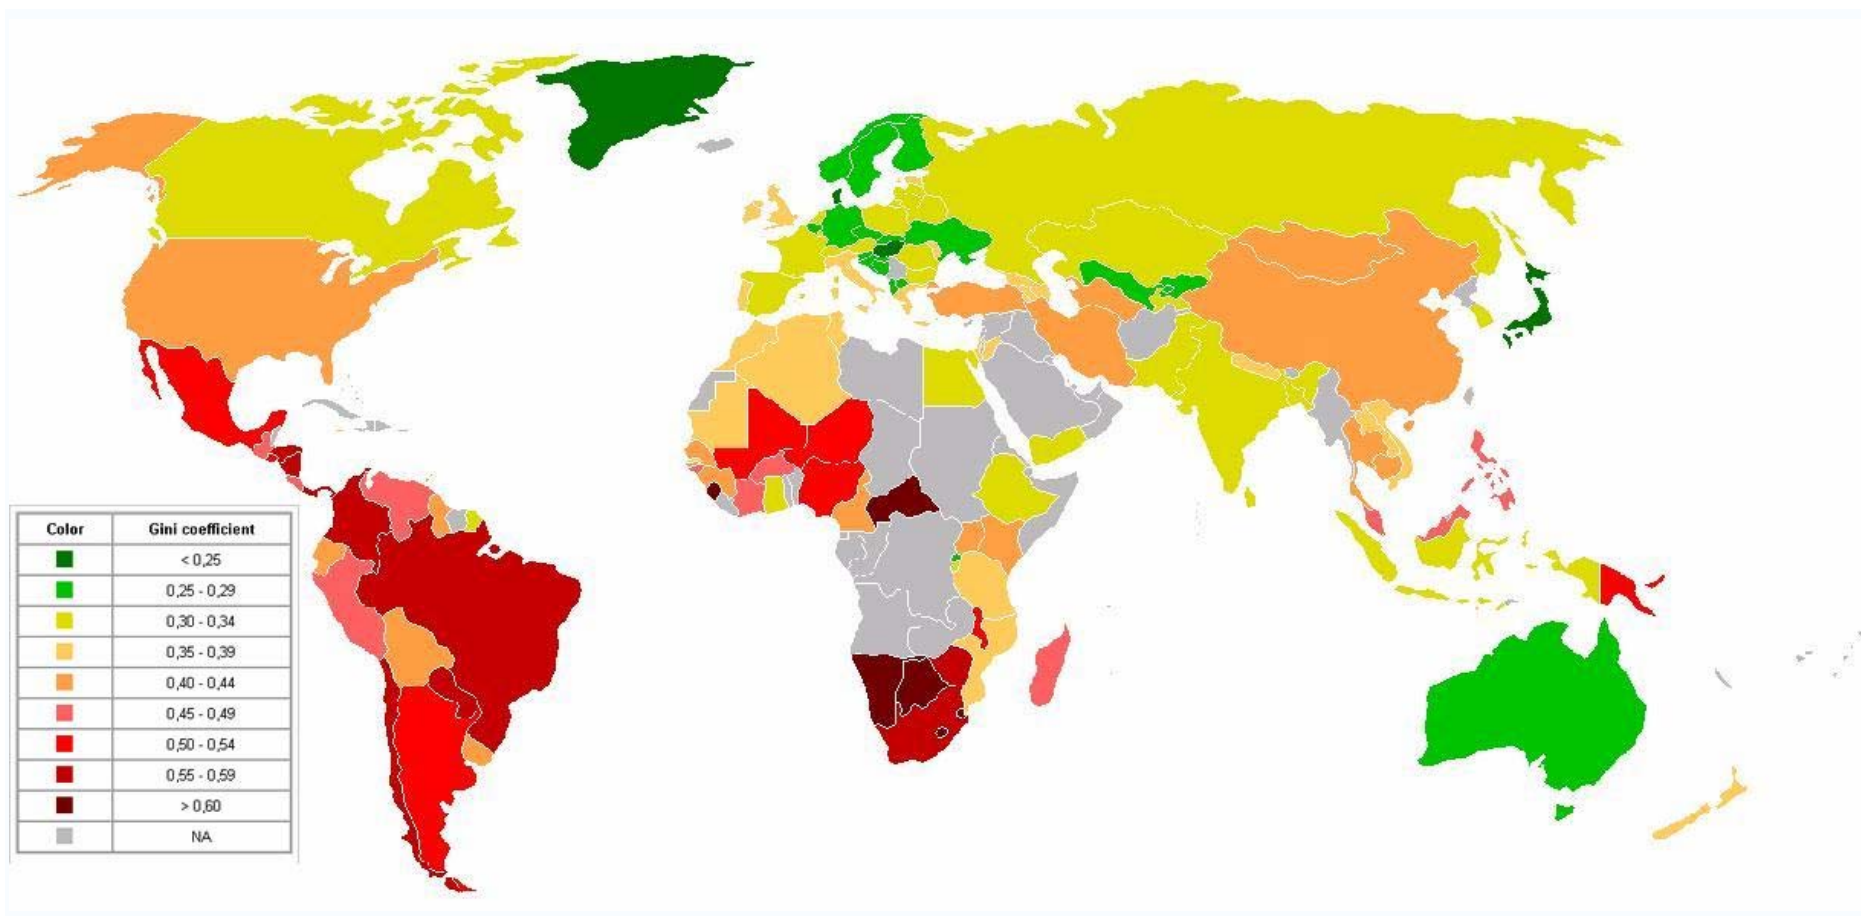 Color Gini coefficient
< 0,25
0,25 - 0,29
0,30 - 0,34
0,35 - 0,39
0,40 - 0,44
0,45 - 0,49
0,50 - 0,54
0,55 - 0,59
> 0,60
NA